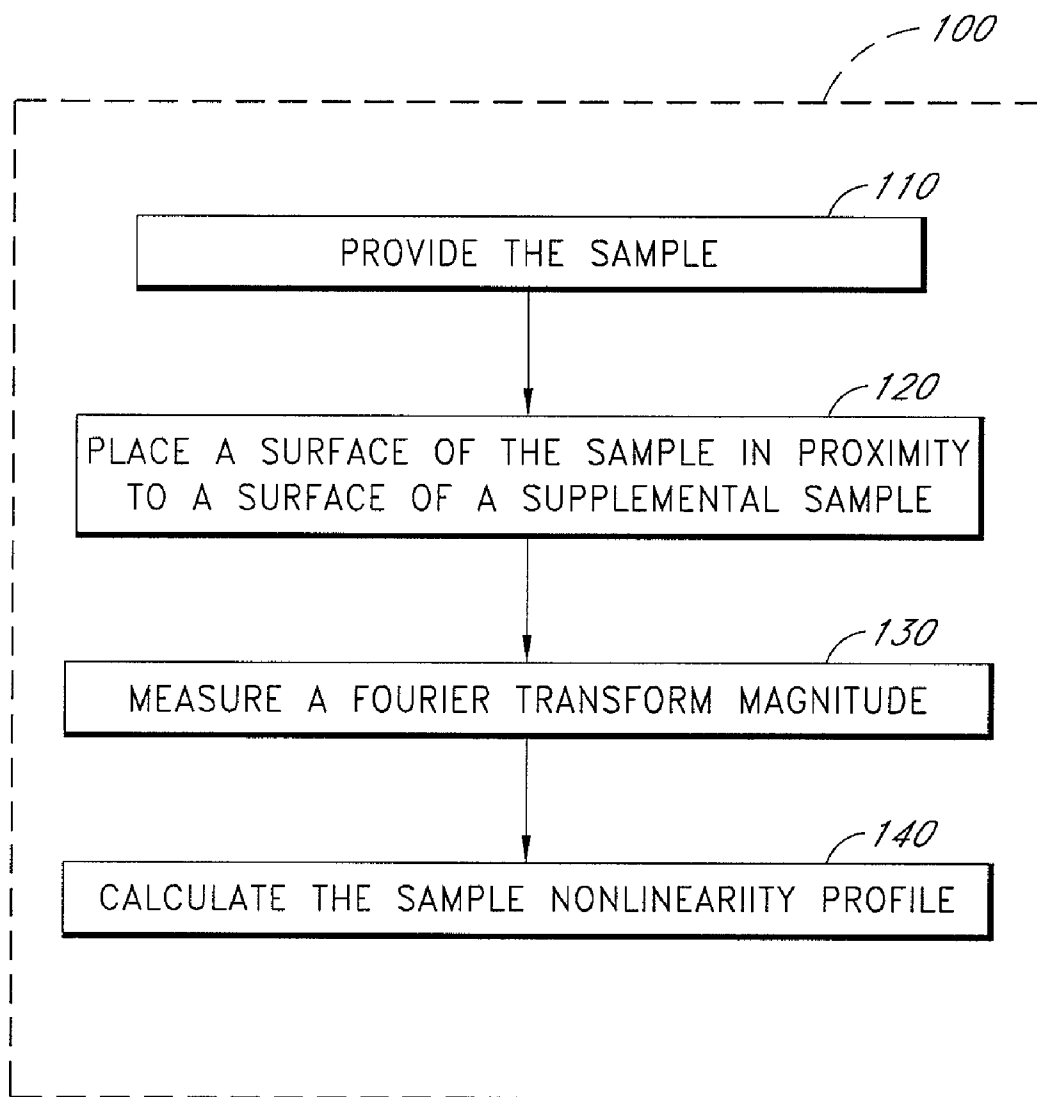 100
110
PROVIDE THE SAMPLE
120
PLACE A SURFACE OF THE SAMPLE IN PROXIMITY
TO A SURFACE OF A SUPPLEMENTAL SAMPLE
130
MEASURE A FOURIER TRANSFORM MAGNITUDE
140
CALCULATE THE SAMPLE NONLINEARIITY PROFILE